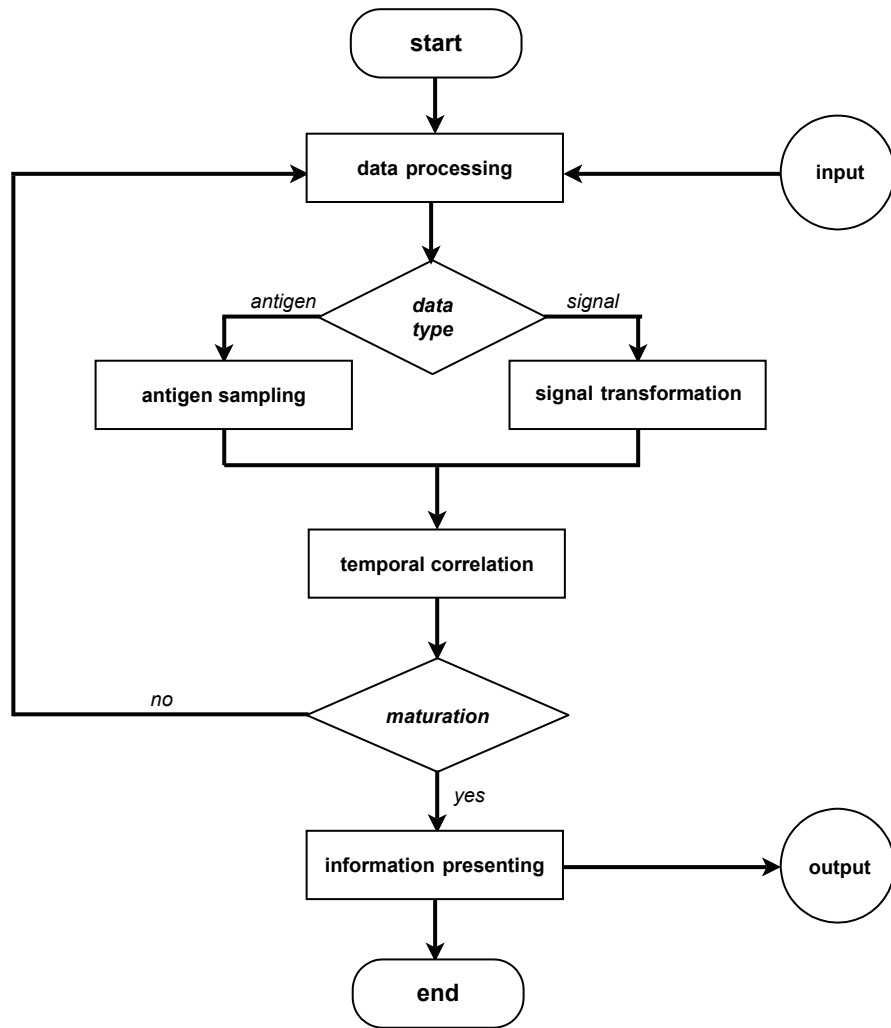 start
data processing
input
antigen
data
type
signal
antigen sampling
signal transformation
temporal correlation
no
maturation
yes
information presenting
output
end